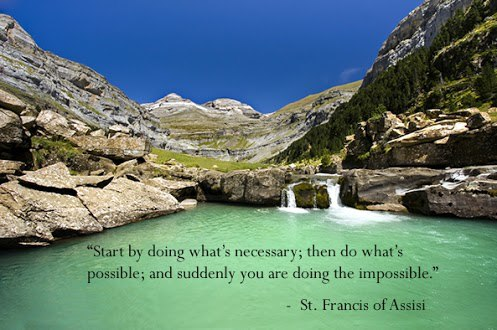 “Start by doing what’s necessary; then do what’s
possible; and suddenly you are doing the impossible.”
- St. Francis of Assisi